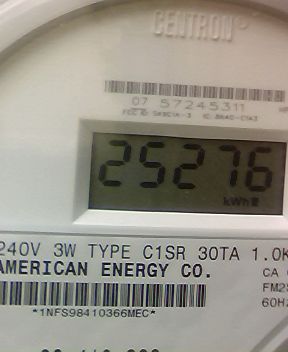 CENTRON®
07 57245311
25276
kWh
240V 3W TYPE C1SR 30TA 1.0K
AMERICAN ENERGY CO.
CA
FM2S
*1NFS98410366MEC*
60Hz